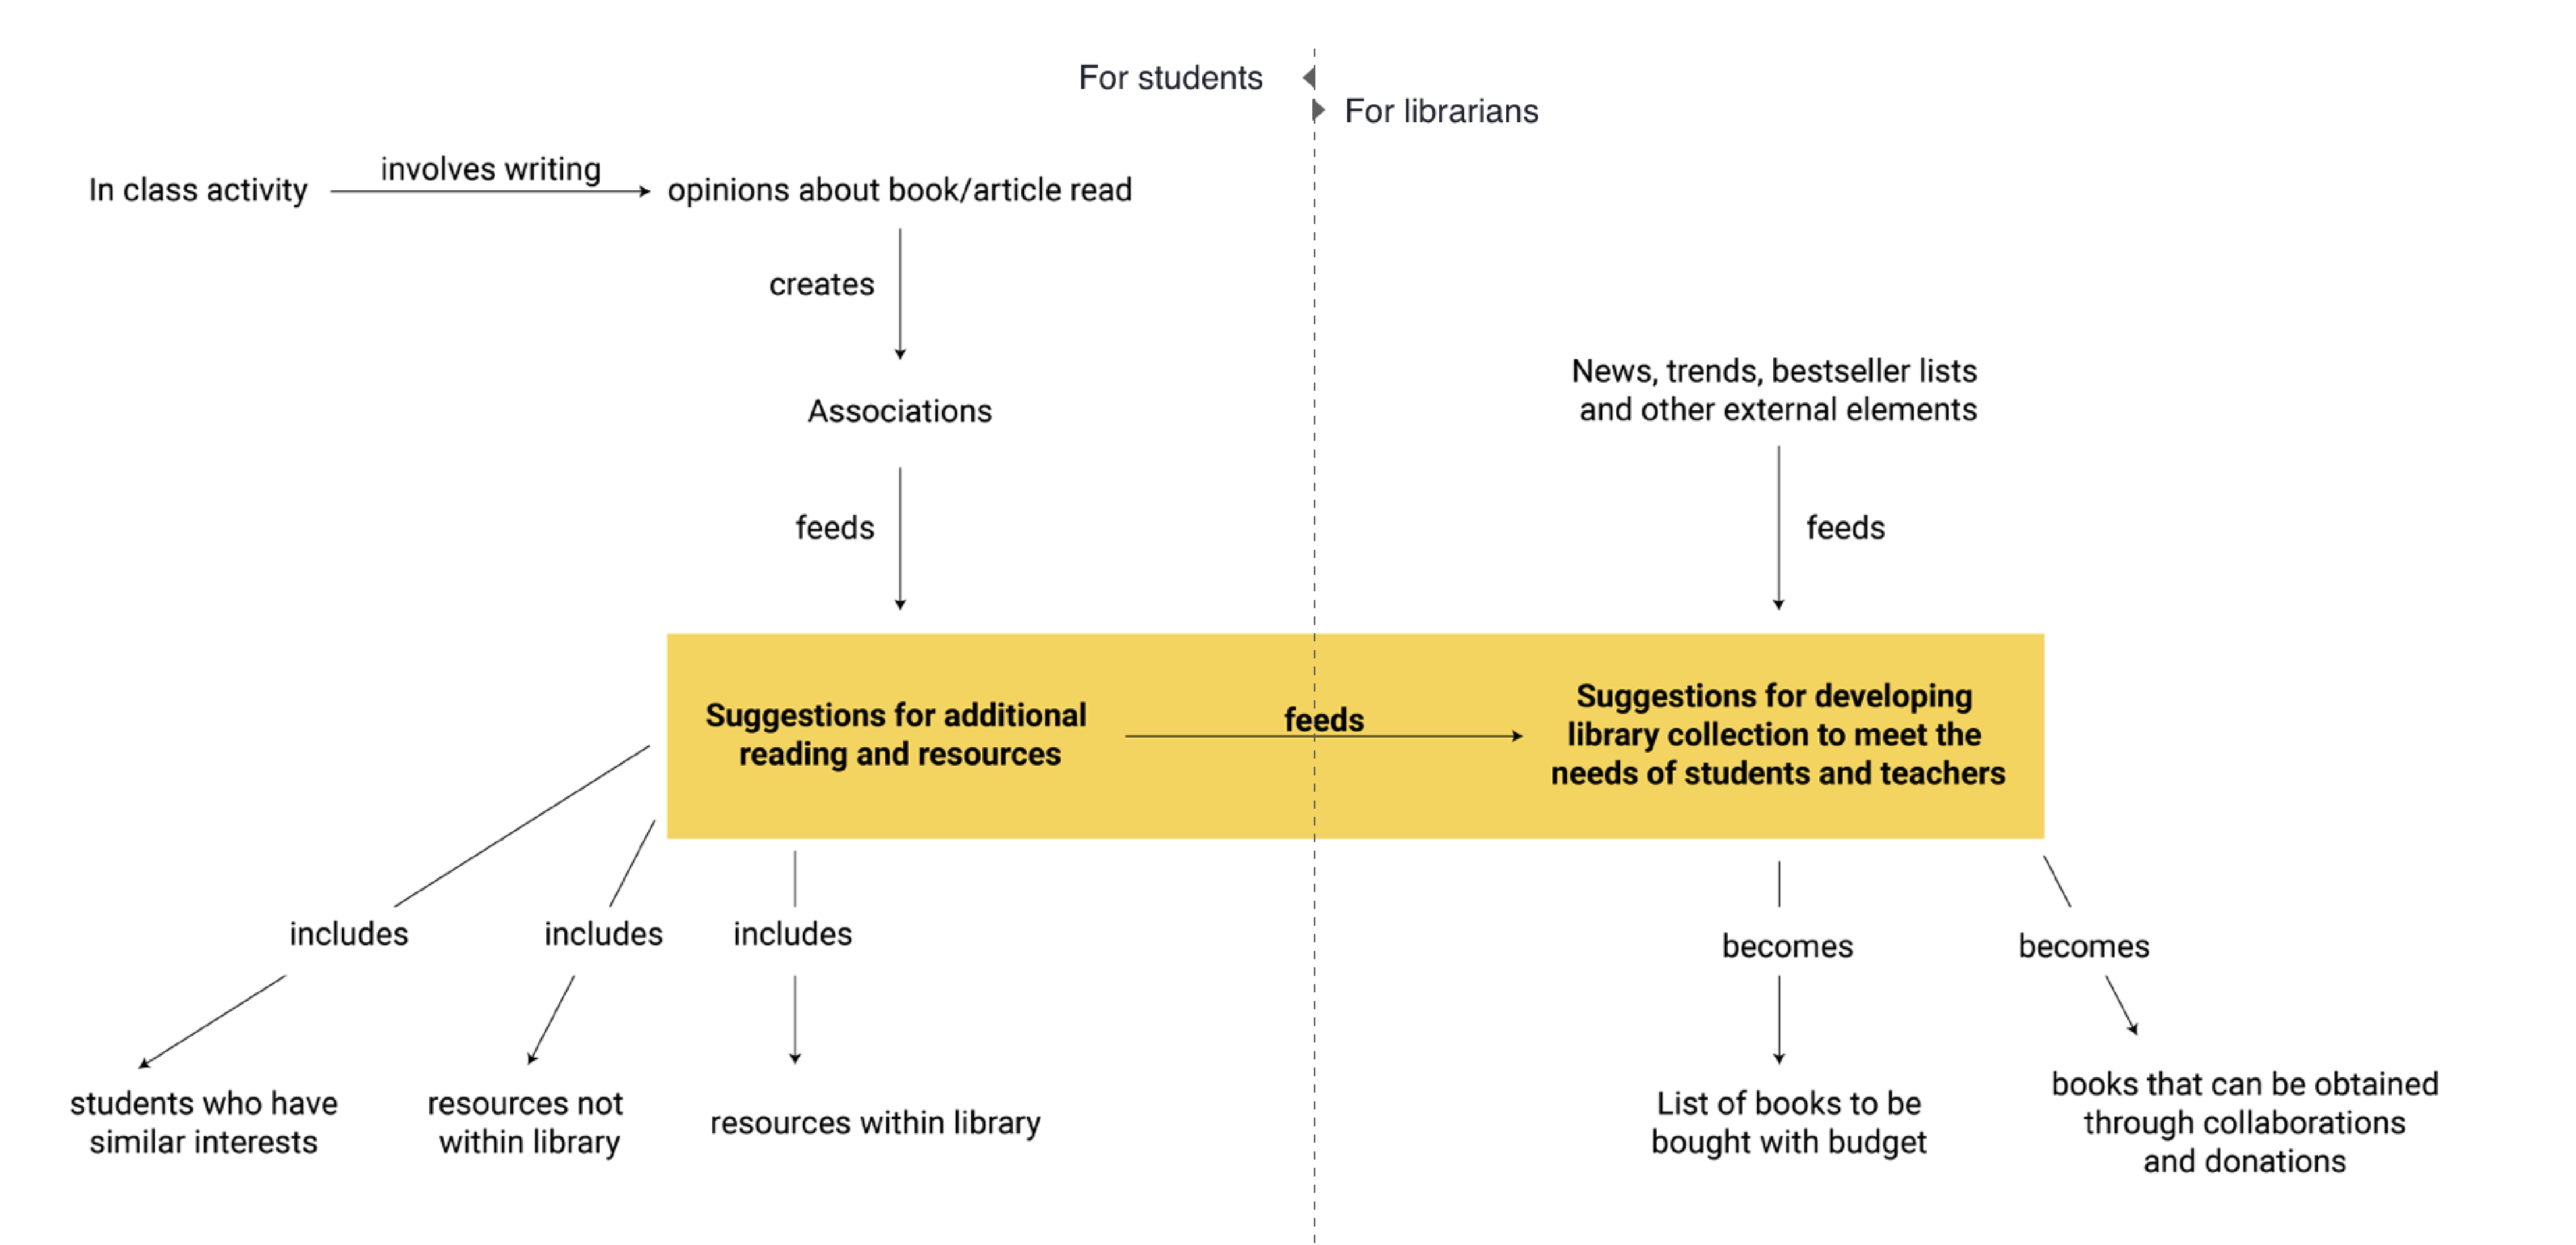 For students
For librarians
involves writing
In class activity
opinions about book/article read
creates
Associations
News, trends, bestseller lists
and other external elements
feeds
feeds
Suggestions for additional
reading and resources
feeds
Suggestions for developing
library collection to meet the
needs of students and teachers
includes
includes
includes
becomes
becomes
students who have
similar interests
resources not
within library
resources within library
List of books to be
bought with budget
books that can be obtained
through collaborations
and donations